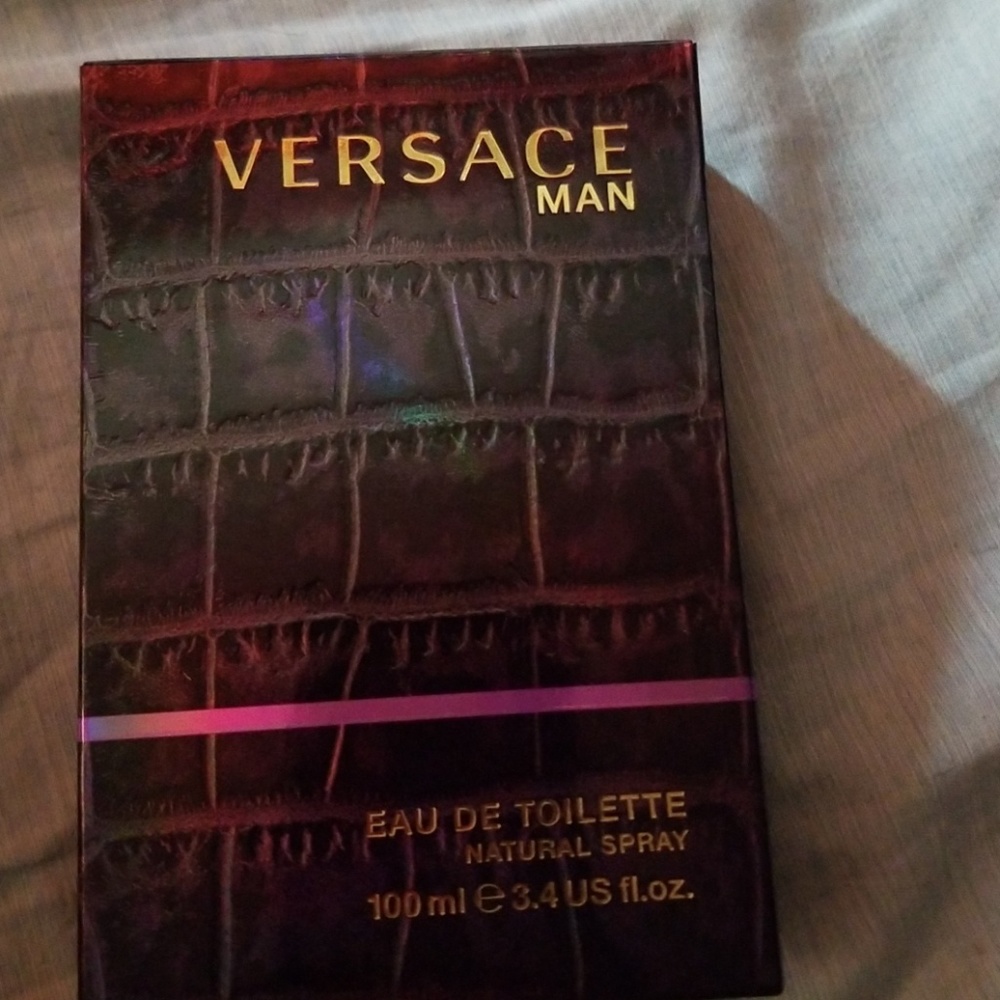 VERSACE
MAN
EAU DE TOILETTE
NATURAL SPRAY
100 ml ℮ 3.4 US fl.oz.